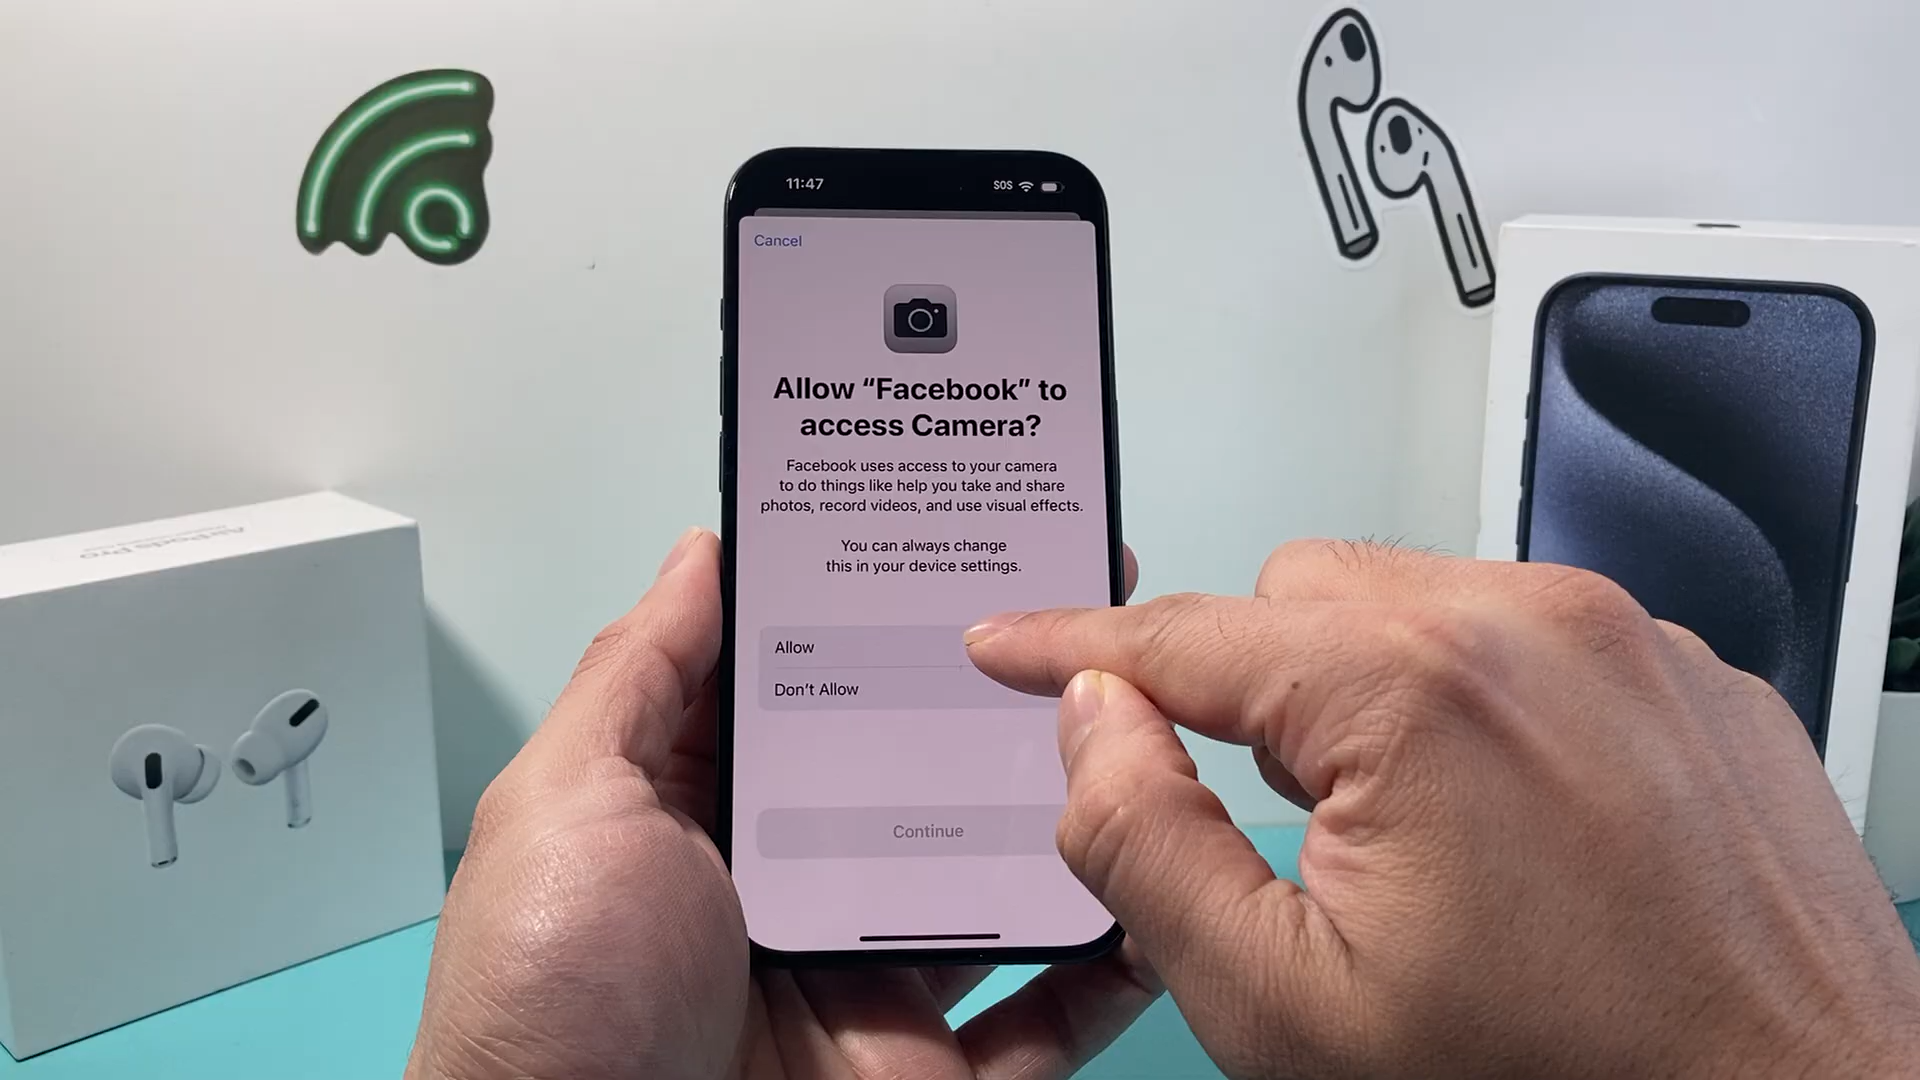 11:47
SOS
Cancel
Allow “Facebook” to
access Camera?
Facebook uses access to your camera
to do things like help you take and share
photos, record videos, and use visual effects.
You can always change
this in your device settings.
Allow
Don’t Allow
Continue
AirPods Pro